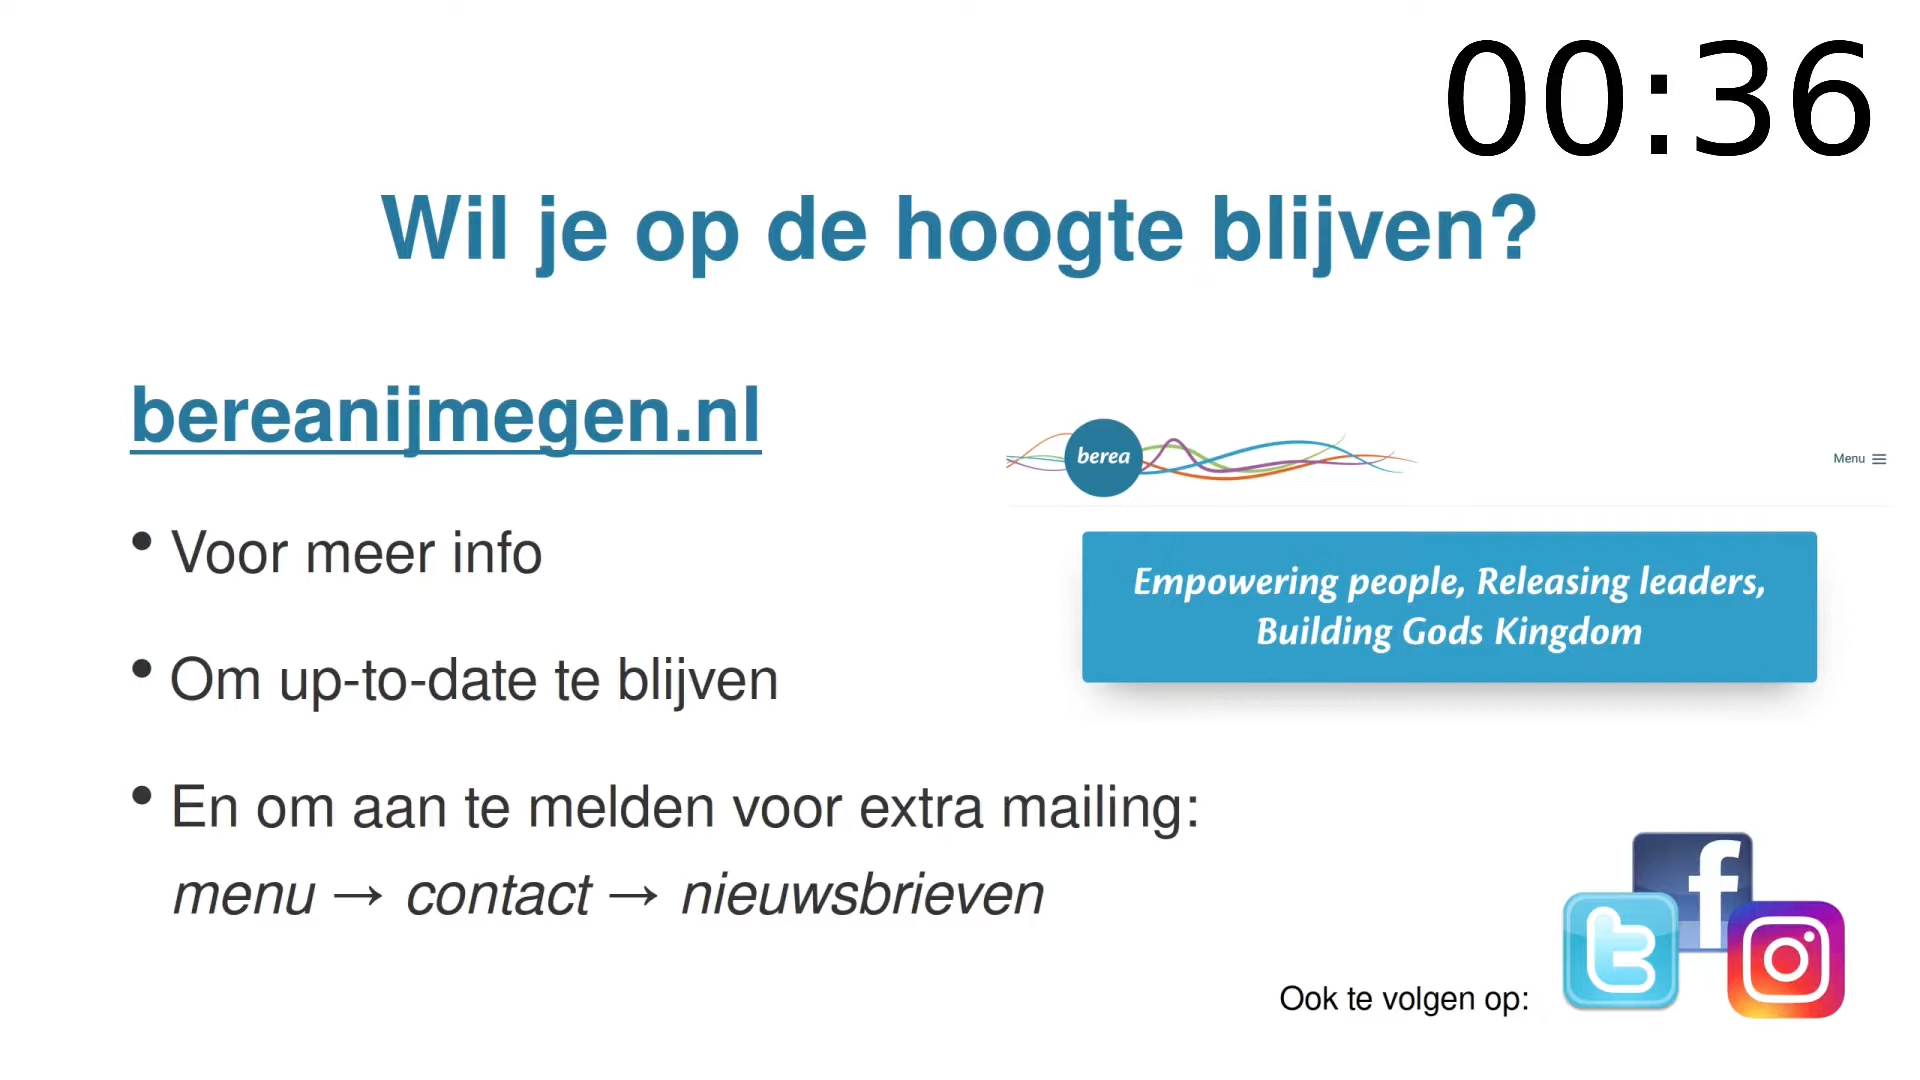 00:36
Wil je op de hoogte blijven?
bereanijmegen.nl
• Voor meer info
• Om up-to-date te blijven
• En om aan te melden voor extra mailing:
menu → contact → nieuwsbrieven
berea
Menu
Empowering people, Releasing leaders,
Building Gods Kingdom
Ook te volgen op: